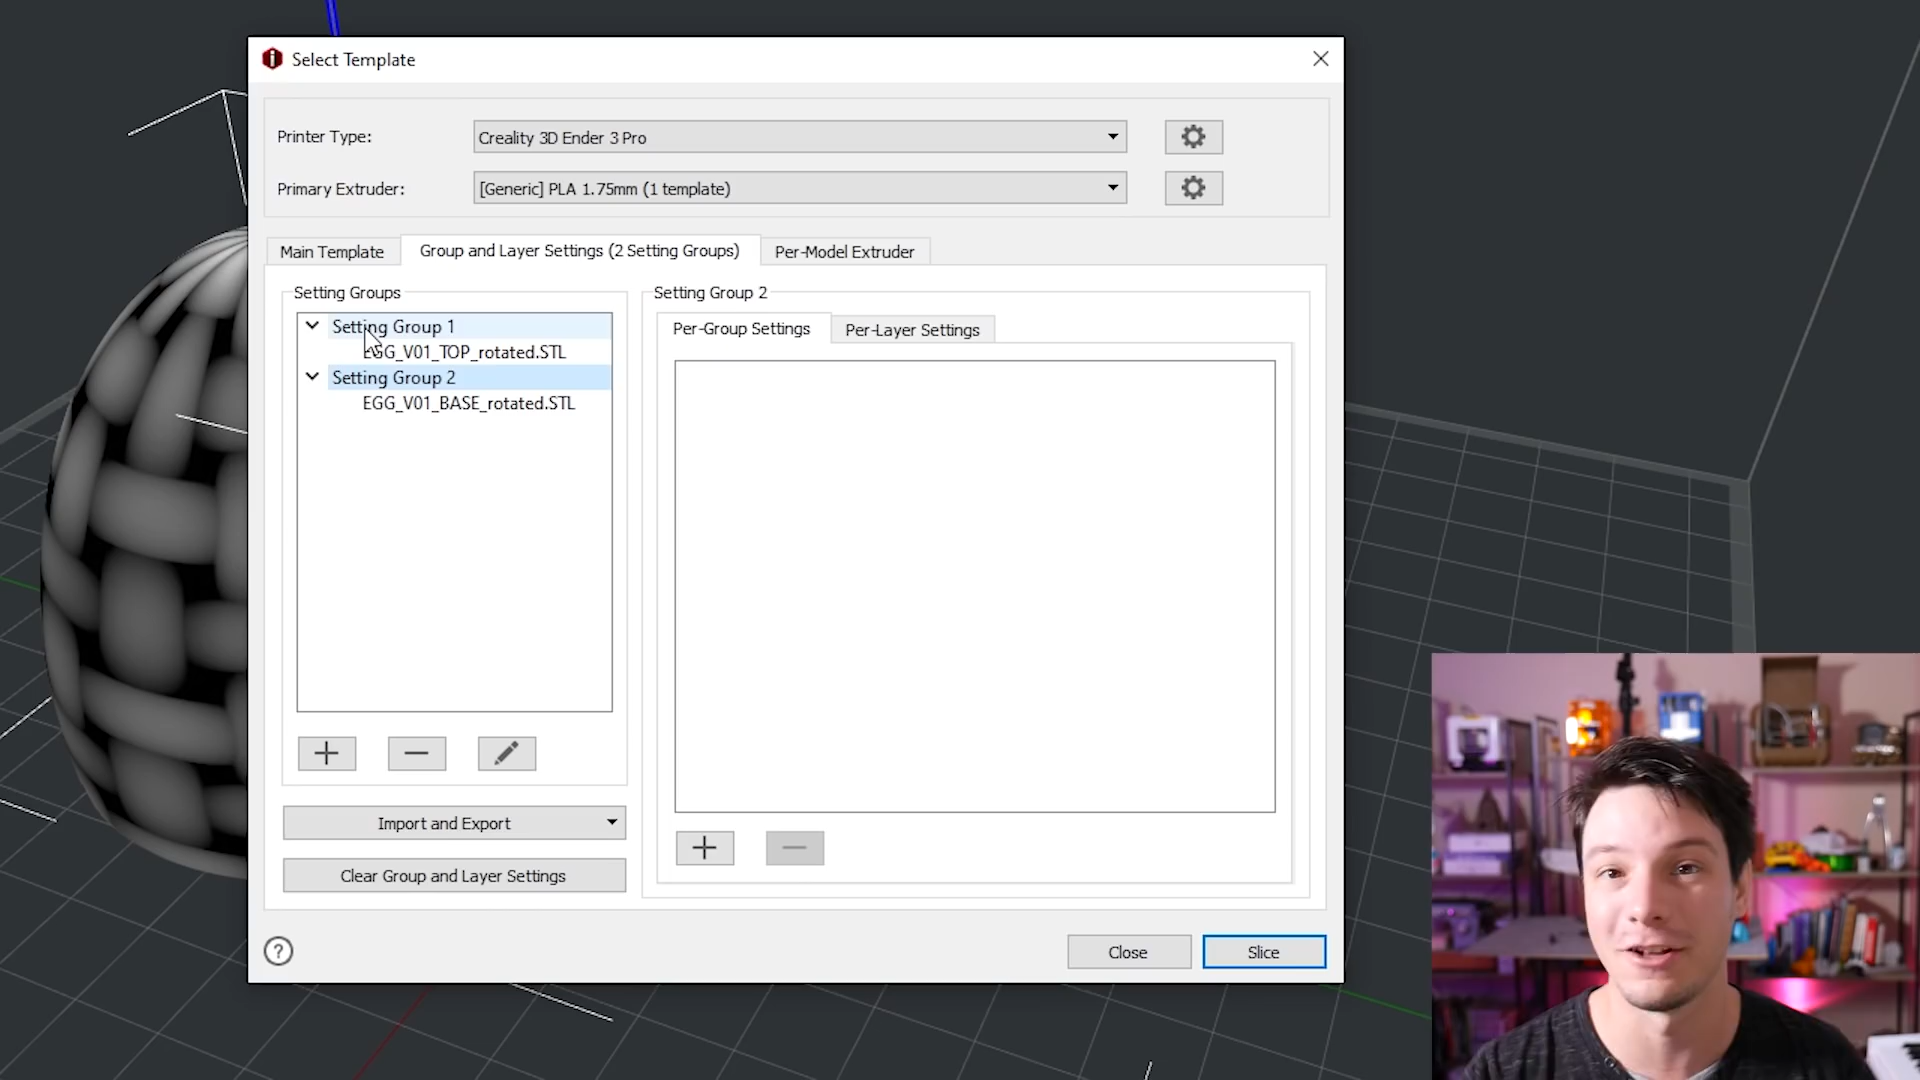 Select Template
Printer Type:
Creality 3D Ender 3 Pro
Primary Extruder:
[Generic] PLA 1.75mm (1 template)
Main Template
Group and Layer Settings (2 Setting Groups)
Per-Model Extruder
Setting Groups
Setting Group 1
EGG_V01_TOP_rotated.STL
Setting Group 2
EGG_V01_BASE_rotated.STL
Import and Export
Clear Group and Layer Settings
Setting Group 2
Per-Group Settings
Per-Layer Settings
?
Close
Slice